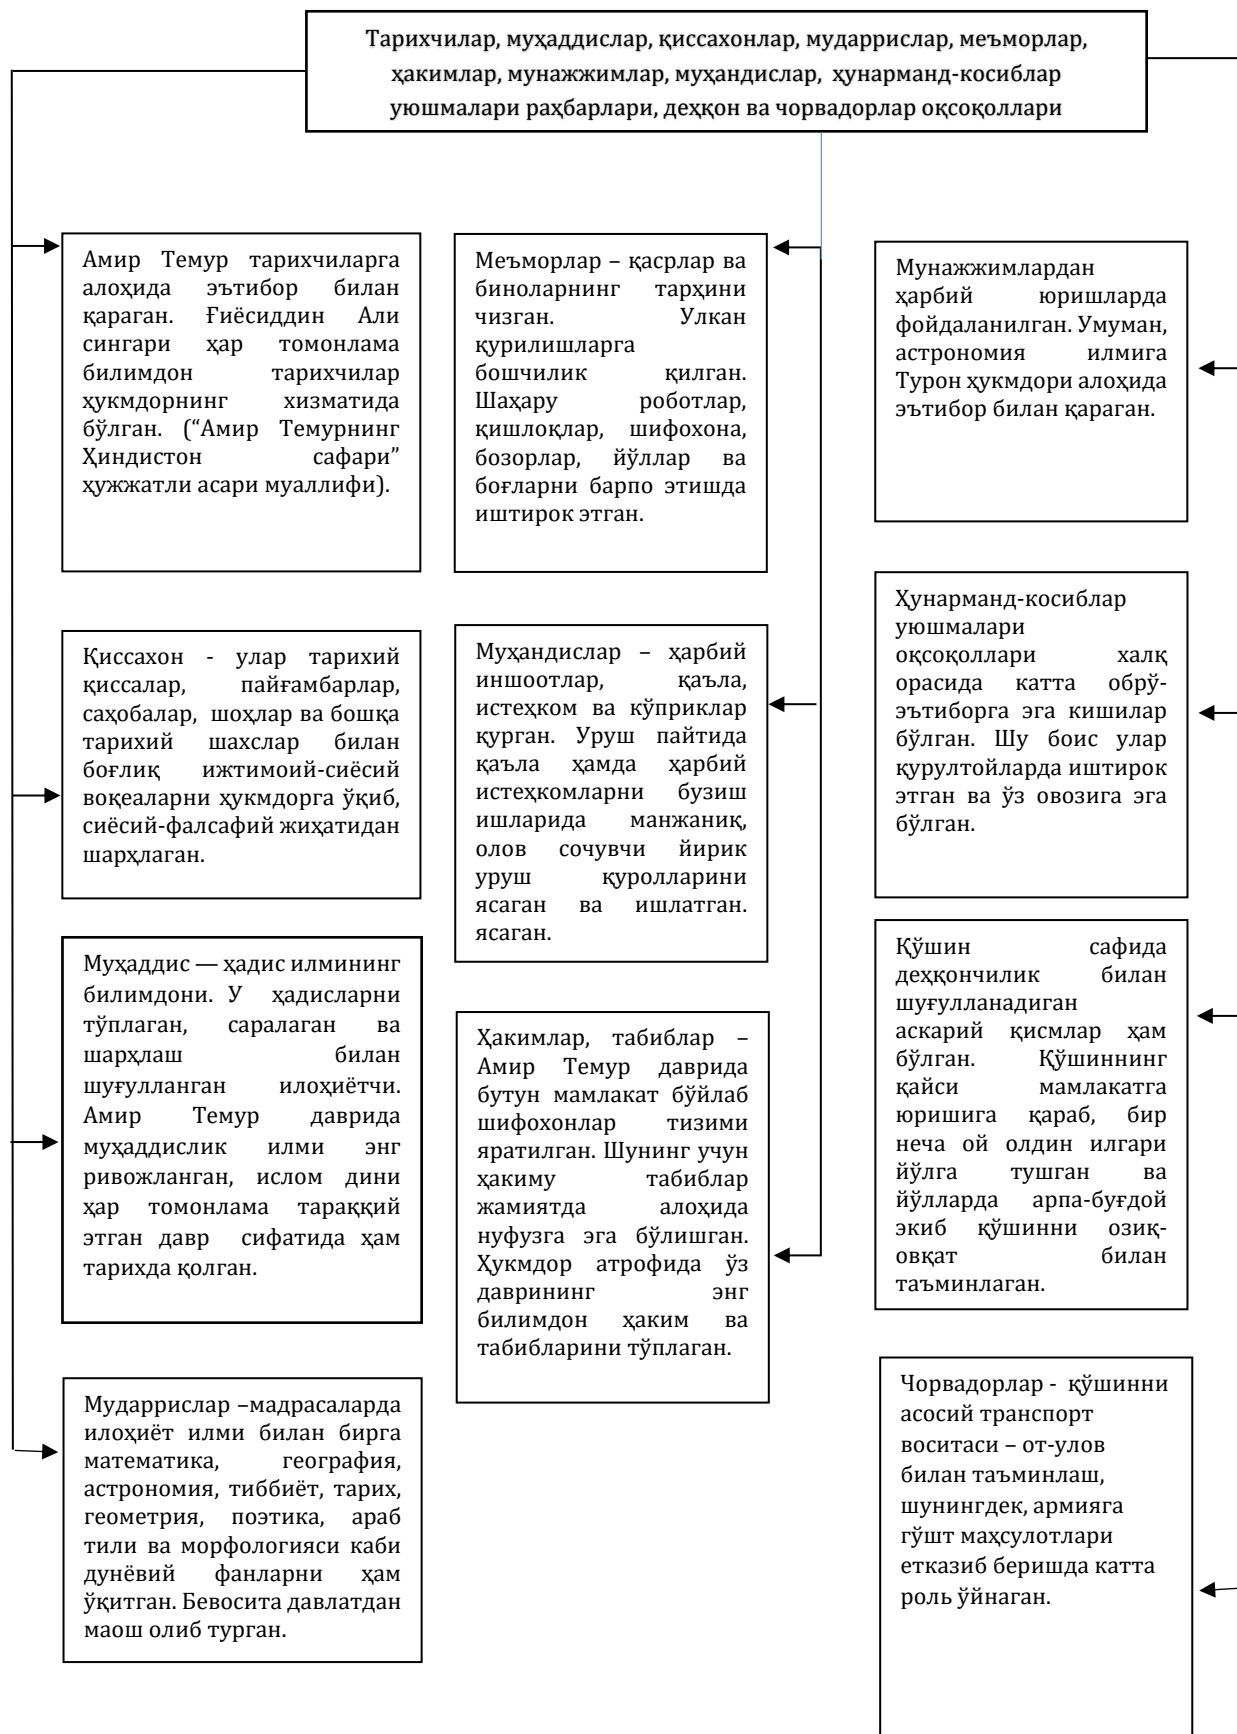 Тарихчилар, муҳаддислар, қиссахонлар, мударрислар, меъморлар,
ҳакимлар, мунажжимлар, муҳандислар, ҳунарманд-косиблар
уюшмалари раҳбарлари, деҳқон ва чорвадорлар оқсоқоллари
Амир Темур тарихчиларга
алоҳида эътибор билан
қараган. Ғиёсиддин Али
сингари ҳар томонлама
билимдон тарихчилар
ҳукмдорнинг хизматида
бўлган. (“Амир Темурнинг
Ҳиндистон сафари”
ҳужжатли асари муаллифи).
Қиссахон - улар тарихий
қиссалар, пайғамбарлар,
саҳобалар, шоҳлар ва бошқа
тарихий шахслар билан
боғлиқ ижтимоий-сиёсий
воқеаларни ҳукмдорга ўқиб,
сиёсий-фалсафий жиҳатидан
шарҳлаган.
Муҳаддис — ҳадис илмининг
билимдони. У ҳадисларни
тўплаган, саралаган ва
шарҳлаш билан
шуғулланган илоҳиётчи.
Амир Темур даврида
муҳаддислик илми энг
ривожланган, ислом дини
ҳар томонлама тараққий
этган давр сифатида ҳам
тарихда қолган.
Мударрислар –мадрасаларда
илоҳиёт илми билан бирга
математика, география,
астрономия, тиббиёт, тарих,
геометрия, поэтика, араб
тили ва морфологияси каби
дунёвий фанларни ҳам
ўқитган. Бевосита давлатдан
маош олиб турган.
Меъморлар – қасрлар ва
биноларнинг тарҳини
чизган. Улкан
қурилишларга
бошчилик қилган.
Шаҳару роботлар,
қишлоқлар, шифохона,
бозорлар, йўллар ва
боғларни барпо этишда
иштирок этган.
Муҳандислар – ҳарбий
иншоотлар, қаъла,
истеҳком ва кўприклар
қурган. Уруш пайтида
қаъла ҳамда ҳарбий
истеҳкомларни бузиш
ишларида манжаниқ,
олов сочувчи йирик
уруш қуролларини
ясаган ва ишлатган.
ясаган.
Ҳакимлар, табиблар –
Амир Темур даврида
бутун мамлакат бўйлаб
шифохонлар тизими
яратилган. Шунинг учун
ҳакиму табиблар
жамиятда алоҳида
нуфузга эга бўлишган.
Ҳукмдор атрофида ўз
даврининг энг
билимдон ҳаким ва
табибларини тўплаган.
Мунажжимлардан
ҳарбий юришларда
фойдаланилган. Умуман,
астрономия илмига
Турон ҳукмдори алоҳида
эътибор билан қараган.
Ҳунарманд-косиблар
уюшмалари
оқсоқоллари халқ
орасида катта обрў-
эътиборга эга кишилар
бўлган. Шу боис улар
қурултойларда иштирок
этган ва ўз овозига эга
бўлган.
Қўшин сафида
деҳқончилик билан
шуғулланадиган
аскарий қисмлар ҳам
бўлган. Қўшиннинг
қайси мамлакатга
юришига қараб, бир
неча ой олдин илгари
йўлга тушган ва
йўлларда арпа-буғдой
экиб қўшинни озиқ-
овқат билан
таъминлаган.
Чорвадорлар - қўшинни
асосий транспорт
воситаси – от-улов
билан таъминлаш,
шунингдек, армияга
гўшт маҳсулотлари
етказиб беришда катта
роль ўйнаган.